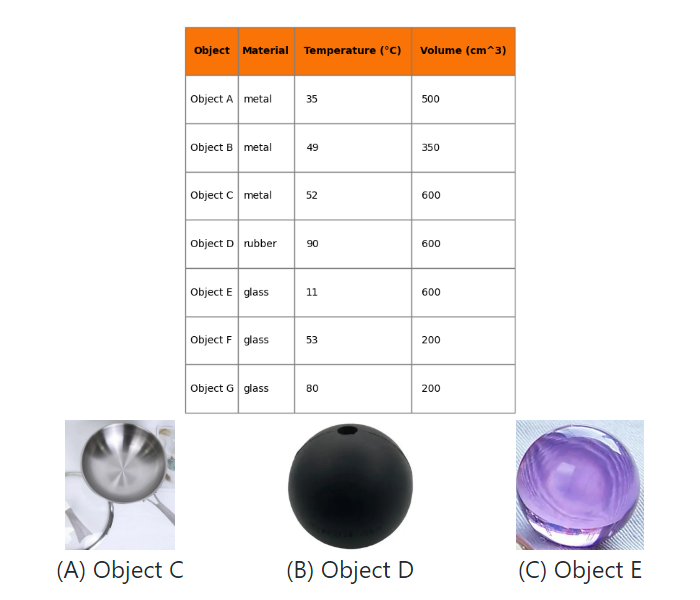 Object Material Temperature (°C) Volume (cm^3)
Object A metal 35 500
Object B metal 49 350
Object C metal 52 600
Object D rubber 90 600
Object E glass 11 600
Object F glass 53 200
Object G glass 80 200
(A) Object C (B) Object D (C) Object E